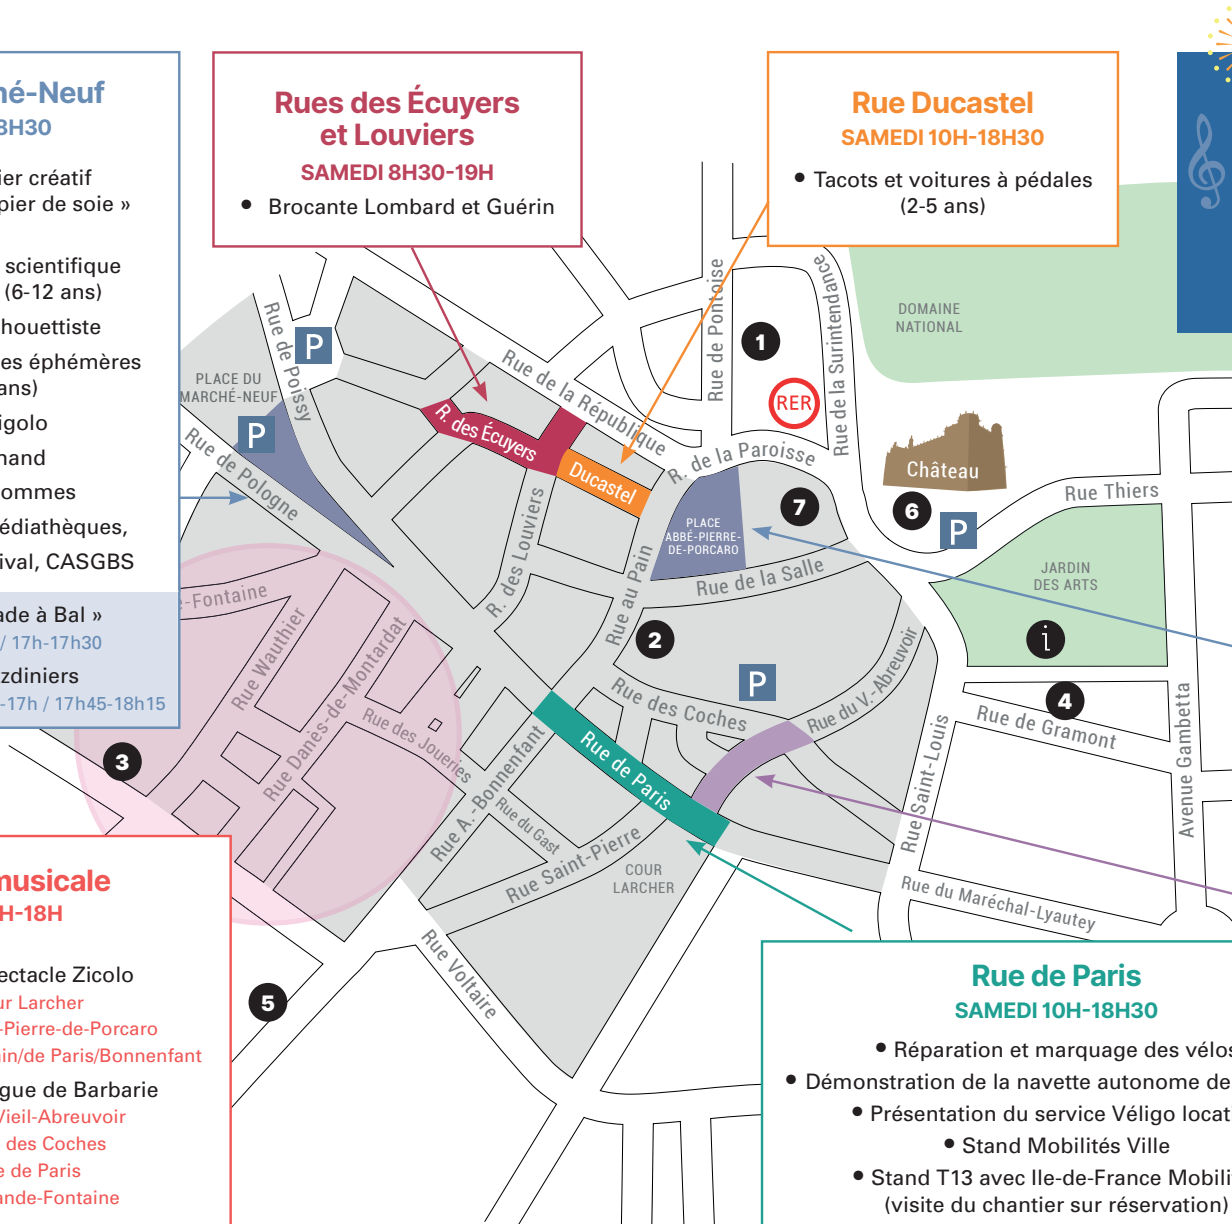 né-Neuf
8H30
ier créatif
pier de soie »
scientifique
(6-12 ans)
houettiste
es éphémères
ans)
igolo
nand
ommes
édiathèques,
ival, CASGBS
ade à Bal »
/ 17h-17h30
zdiniers
-17h / 17h45-18h15
Rues des Écuyers
et Louviers
SAMEDI 8H30-19H
• Brocante Lombard et Guérin
Rue Ducastel
SAMEDI 10H-18H30
• Tacots et voitures à pédales
(2-5 ans)
DOMAINE
NATIONAL
Rue de Pontoise
Rue de la Surintendance
1
RER
P
Rue de Poissy
PLACE DU
MARCHÉ-NEUF
P
Rue de Pologne
Rue de la République
R. des Écuyers
Ducastel
R. de la Paroisse
Château
Rue Thiers
6
P
7
PLACE
ABBÉ-PIERRE-
DE-PORCARO
Rue de la Salle
JARDIN
DES ARTS
i
R. des Louviers
Rue au Pain
2
P
4
Rue de Gramont
Avenue Gambetta
Rue Saint-Louis
Rue du V.-Abreuvoir
Rue des Coches
-Fontaine
Rue Wauthier
Rue Danès-de-Montardat
Rue des Joueries
3
Rue de Paris
Rue A.-Bonnenfant
Rue du Gast
Rue Saint-Pierre
COUR
LARCHER
Rue du Maréchal-Lyautey
Rue Voltaire
5
musicale
H-18H
ectacle Zicolo
ur Larcher
-Pierre-de-Porcaro
ain/de Paris/Bonnenfant
gue de Barbarie
Vieil-Abreuvoir
des Coches
e de Paris
ande-Fontaine
Rue de Paris
SAMEDI 10H-18H30
• Réparation et marquage des vélos
• Démonstration de la navette autonome de
• Présentation du service Véligo locat
• Stand Mobilités Ville
• Stand T13 avec Ile-de-France Mobili
(visite du chantier sur réservation)